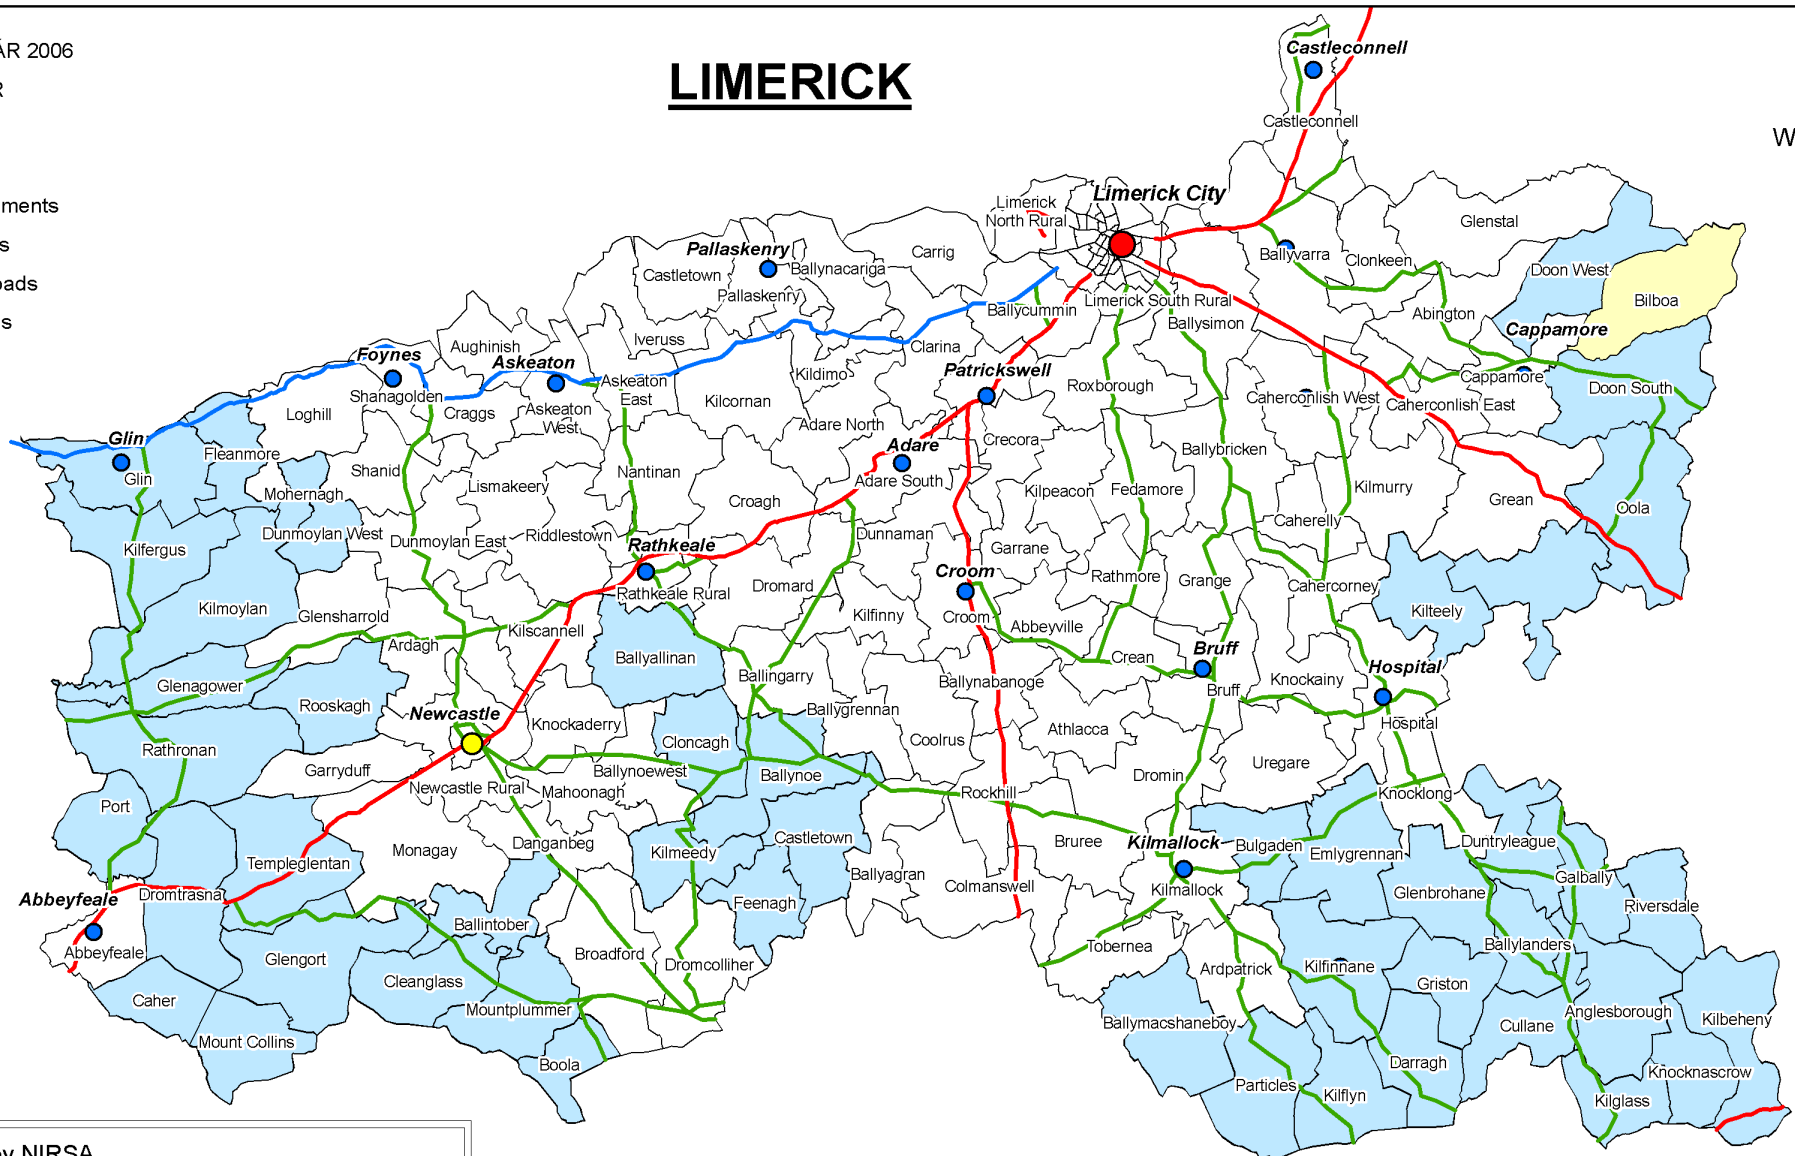 ÁR 2006
R
ments
s
oads
s
LIMERICK
W
Castleconnell
Castleconnell
Limerick City
Limerick
North Rural
Glenstal
Pallaskenry
Castletown
Ballynacariga
Pallaskenry
Carrig
Ballyvarra
Clonkeen
Doon West
Bilboa
Ballycummin
Limerick South Rural
Ballysimon
Abington
Cappamore
Aughinish
Iveruss
Clarina
Foynes
Askeaton
Patrickswell
Kildimo
Shanagolden
Loghill
Craggs
Askeaton
West
Askeaton
East
Kilcornan
Roxborough
Caherconlish West
Caherconlish East
Cappamore
Doon South
Adare North
Glin
Fleanmore
Glin
Adare
Crecora
Ballybricken
Shanid
Nantinan
Adare South
Mohernagh
Lismakeery
Croagh
Kilpeacon
Fedamore
Kilmurry
Grean
Oola
Dunmoylan West
Dunmoylan East
Riddlestown
Dunnaman
Caherelly
Kilfergus
Rathkeale
Garrane
Croom
Rathmore
Grange
Cahercorney
Rathkeale Rural
Dromard
Kilmoylan
Glensharrold
Kilfinny
Croom
Kilteely
Kilscannell
Abbeyville
Ardagh
Ballyallinan
Crean
Bruff
Hospital
Glenagower
Ballingarry
Ballynabanoge
Bruff
Knockainy
Rooskagh
Newcastle
Ballygrennan
Hospital
Knockaderry
Cloncagh
Coolrus
Athlacca
Rathronan
Garryduff
Ballynoewest
Ballynoe
Dromin
Uregare
Port
Newcastle Rural
Mahoonagh
Rockhill
Knocklong
Templeglentan
Monagay
Danganbeg
Kilmeedy
Castletown
Bruree
Kilmallock
Bulgaden
Emlygrennan
Duntryleague
Ballyagran
Colmanswell
Kilmallock
Glenbrohane
Galbally
Abbeyfeale
Dromtrasna
Feenagh
Riversdale
Ballintober
Tobernea
Ballylanders
Abbeyfeale
Glengort
Broadford
Dromcolliher
Ardpatrick
Kilfinnane
Caher
Cleanglass
Griston
Mountplummer
Ballymacshaneboy
Cullane
Anglesborough
Kilbeheny
Mount Collins
Boola
Darragh
Knocknascrow
Particles
Kilflyn
Kilglass
by NIRSA